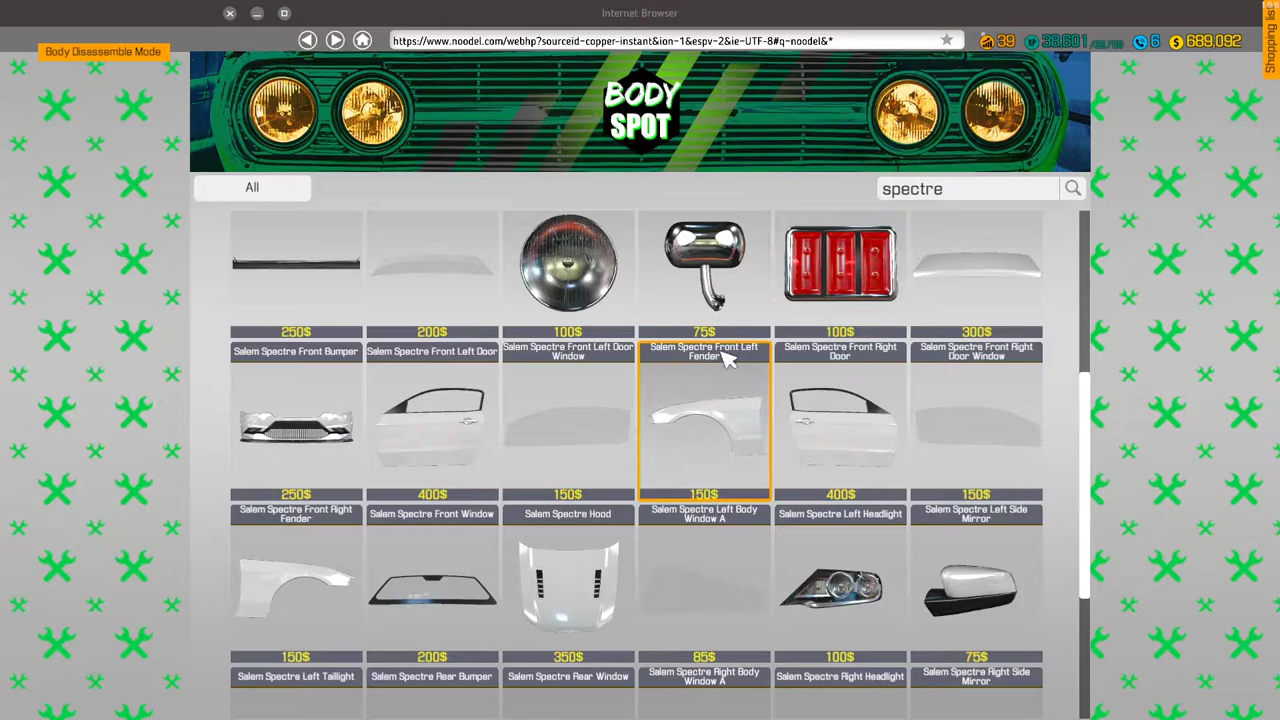 Internet Browser
Body Disassemble Mode
https://www.noodel.com/webhp?sourceid-copper-instant&ion-1&espv-2&ie-UTF-8#q-noodel&*
39
6
689,092
Shopping list
BODY
SPOT
All
spectre
250$
200$
100$
75$
100$
300$
Salem Spectre Front Bumper
Salem Spectre Front Left Door
Salem Spectre Front Left Door
Window
Salem Spectre Front Left
Fender
Salem Spectre Front Right
Door
Salem Spectre Front Right
Door Window
250$
400$
150$
150$
400$
150$
Salem Spectre Front Right
Fender
Salem Spectre Front Window
Salem Spectre Hood
Salem Spectre Left Body
Window A
Salem Spectre Left Headlight
Salem Spectre Left Side
Mirror
150$
200$
350$
85$
100$
75$
Salem Spectre Left Taillight
Salem Spectre Rear Bumper
Salem Spectre Rear Window
Salem Spectre Right Body
Window A
Salem Spectre Right Headlight
Salem Spectre Right Side
Mirror